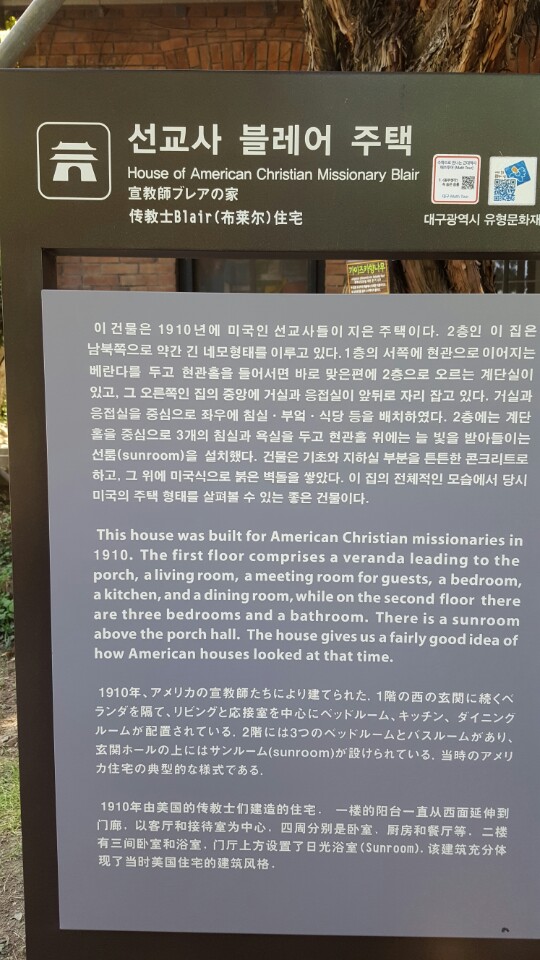 선교사 블레어 주택
House of American Christian Missionary Blair
宣教師ブレアの家
传教士Blair(布莱尔)住宅
대구광역시 유형문화재
이 건물은 1910년에 미국인 선교사들이 지은 주택이다. 2층인 이 집은
남북쪽으로 약간 긴 네모형태를 이루고 있다. 1층의 서쪽에 현관으로 이어지는
베란다를 두고 현관홀을 들어서면 바로 맞은편에 2층으로 오르는 계단실이
있고, 그 오른쪽인 집의 중앙에 거실과 응접실이 앞뒤로 자리 잡고 있다. 거실과
응접실을 중심으로 좌우에 침실·부엌·식당 등을 배치하였다. 2층에는 계단
홀을 중심으로 3개의 침실과 욕실을 두고 현관홀 위에는 늘 빛을 받아들이는
선룸(sunroom)을 설치했다. 건물은 기초와 지하실 부분을 튼튼한 콘크리트로
하고, 그 위에 미국식으로 붉은 벽돌을 쌓았다. 이 집의 전체적인 모습에서 당시
미국의 주택 형태를 살펴볼 수 있는 좋은 건물이다.
This house was built for American Christian missionaries in
1910. The first floor comprises a veranda leading to the
porch, a living room, a meeting room for guests, a bedroom,
a kitchen, and a dining room, while on the second floor there
are three bedrooms and a bathroom. There is a sunroom
above the porch hall. The house gives us a fairly good idea of
how American houses looked at that time.
1910年、アメリカの宣教師たちにより建てられた. 1階の西の玄関に続くベ
ランダを隔て、リビングと応接室を中心にベッドルーム、キッチン、ダイニング
ルームが配置されている. 2階には3つのベッドルームとバスルームがあり、
玄関ホールの上にはサンルーム(sunroom)が設けられている. 当時のアメリ
カ住宅の典型的な様式である.
1910年由美国的传教士们建造的住宅. 一楼的阳台一直从西面延伸到
门廊. 以客厅和接待室为中心, 四周分别是卧室, 厨房和餐厅等. 二楼
有三间卧室和浴室, 门厅上方设置了日光浴室(Sunroom). 该建筑充分体
现了当时美国住宅的建筑风格.